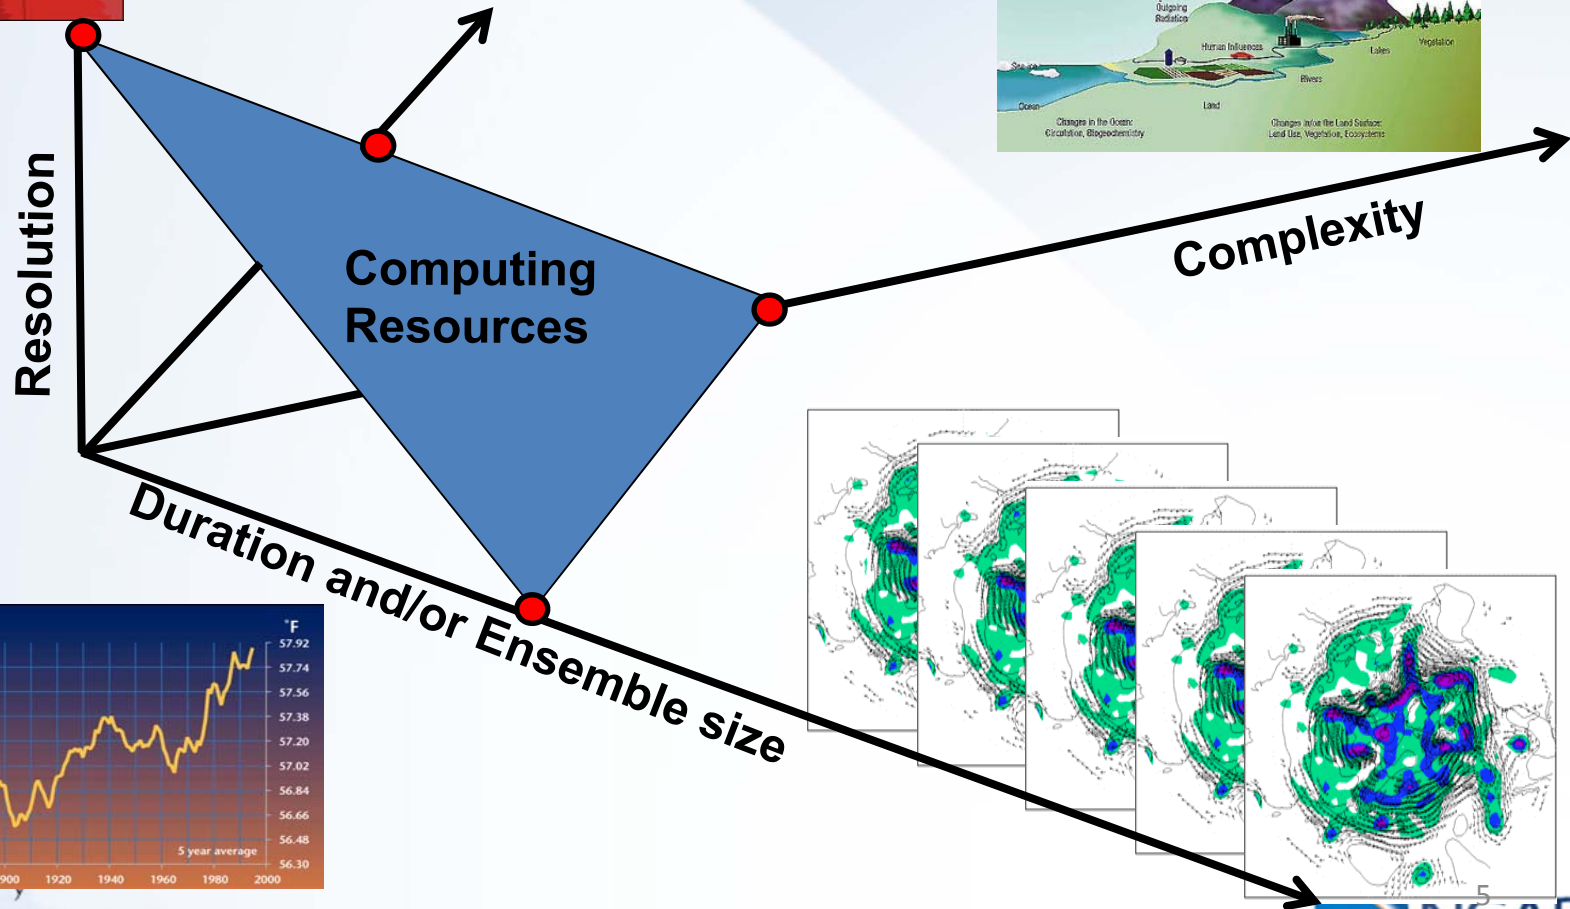 Outgoing
Radiation
Human Influences
Lakes
Vegetation
Sea Ice
Rivers
Ocean
Land
Changes in the Ocean:
Circulation, Biogeochemistry
Changes in/on the Land Surface:
Land Use, Vegetation, Ecosystems
Resolution
Computing
Resources
Complexity
Duration and/or Ensemble size
°F
57.92
57.74
57.56
57.38
57.20
57.02
56.84
56.66
56.48
56.30
5 year average
900 1920 1940 1960 1980 2000
y
5